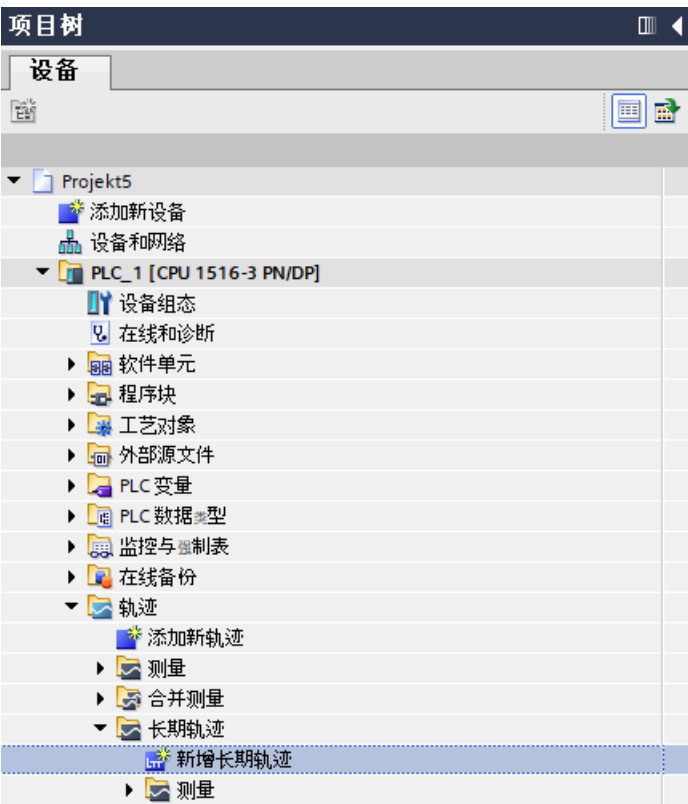 项目树
设备
Projekt5
添加新设备
设备和网络
PLC_1 [CPU 1516-3 PN/DP]
设备组态
在线和诊断
软件单元
程序块
工艺对象
外部源文件
PLC 变量
PLC 数据类型
监控与强制表
在线备份
轨迹
添加新轨迹
测量
合并测量
长期轨迹
新增长期轨迹
测量